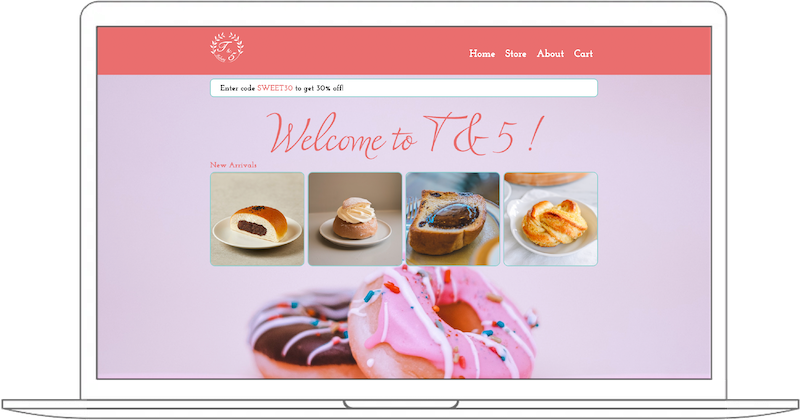 T & 5
Home Store About Cart
Enter code SWEET30 to get 30% off!
Welcome to T & 5 !
New Arrivals